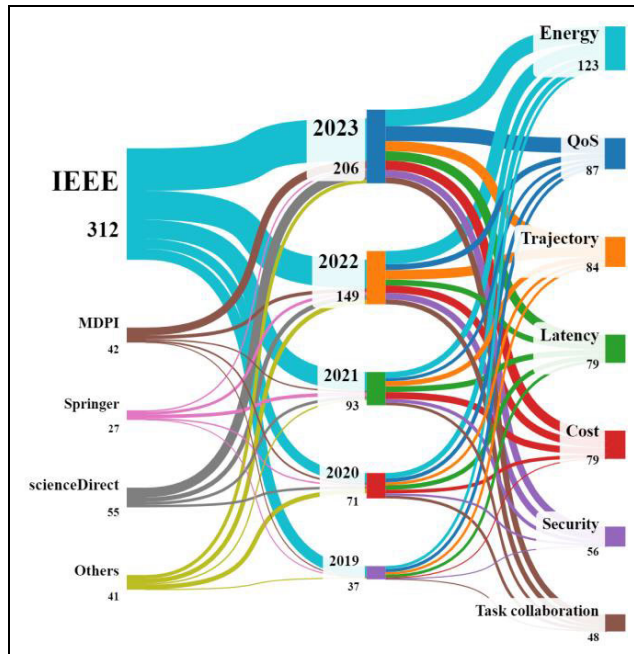 IEEE
312
MDPI
42
Springer
27
scienceDirect
55
Others
41
2023
206
2022
149
2021
93
2020
71
2019
37
Energy
123
QoS
87
Trajectory
84
Latency
79
Cost
79
Security
56
Task collaboration
48